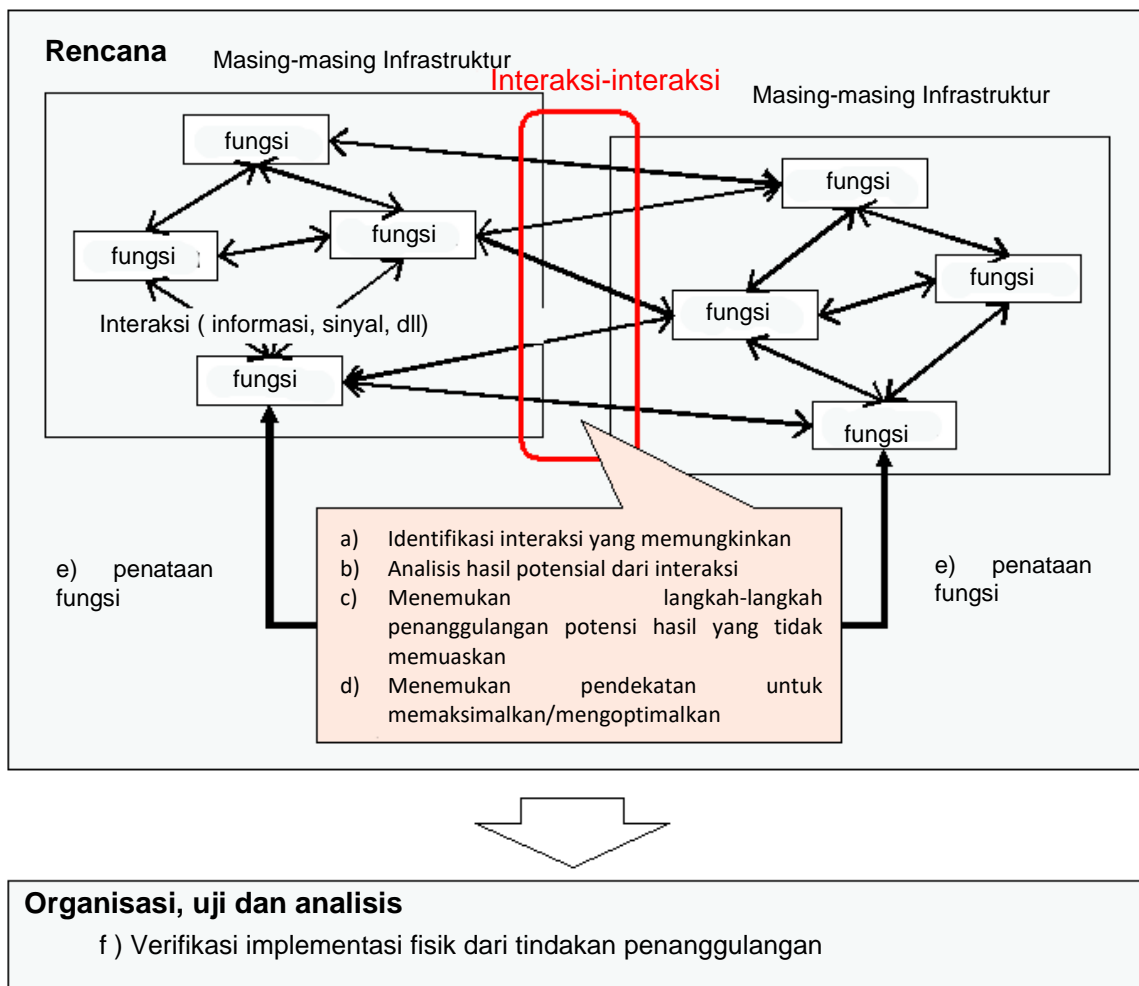 Rencana
Masing-masing Infrastruktur
Interaksi-interaksi
Masing-masing Infrastruktur
fungsi
fungsi
fungsi
fungsi
fungsi
fungsi
fungsi
Interaksi ( informasi, sinyal, dll)
fungsi
fungsi
a) Identifikasi interaksi yang memungkinkan
b) Analisis hasil potensial dari interaksi
c) Menemukan langkah-langkah
penanggulangan potensi hasil yang tidak
memuaskan
d) Menemukan pendekatan untuk
memaksimalkan/mengoptimalkan
e) penataan
fungsi
e) penataan
fungsi
Organisasi, uji dan analisis
f ) Verifikasi implementasi fisik dari tindakan penanggulangan